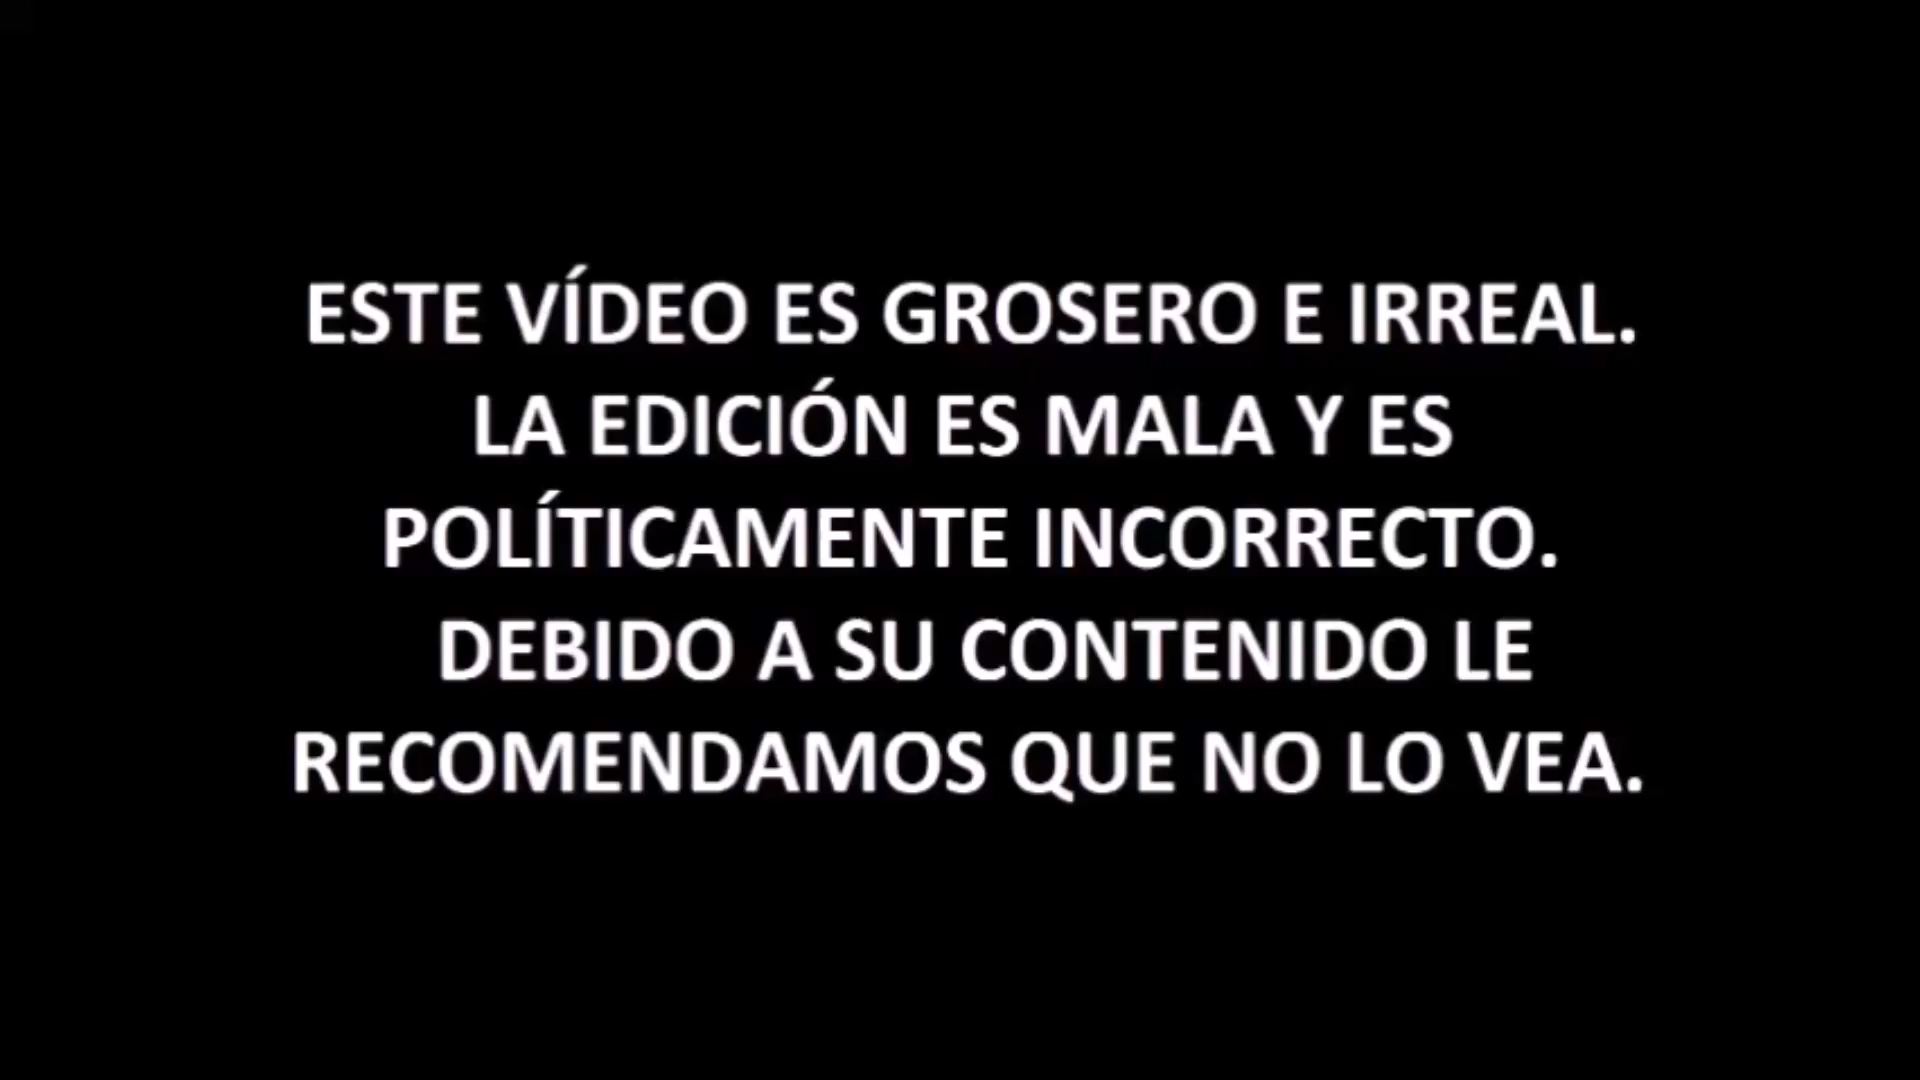 ESTE VÍDEO ES GROSERO E IRREAL.
LA EDICIÓN ES MALA Y ES
POLÍTICAMENTE INCORRECTO.
DEBIDO A SU CONTENIDO LE
RECOMENDAMOS QUE NO LO VEA.